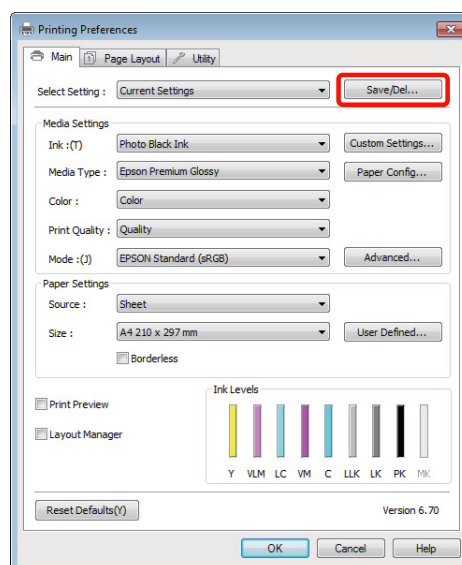 Printing Preferences
Main Page Layout Utility
Select Setting : Current Settings Save/Del...
Media Settings
Ink :(T) Photo Black Ink Custom Settings...
Media Type : Epson Premium Glossy Paper Config...
Color : Color
Print Quality : Quality
Mode :(J) EPSON Standard (sRGB) Advanced...
Paper Settings
Source : Sheet
Size : A4 210 x 297 mm User Defined...
Borderless
Ink Levels
Print Preview
Layout Manager
Y VLM LC VM C LLK LK PK MK
Reset Defaults(Y) Version 6.70
OK Cancel Help